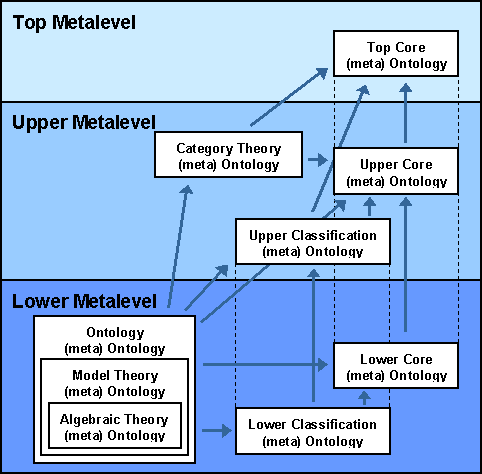 Top Metalevel
Top Core
(meta) Ontology
Upper Metalevel
Category Theory
(meta) Ontology
Upper Core
(meta) Ontology
Upper Classification
(meta) Ontology
Lower Metalevel
Ontology
(meta) Ontology
Model Theory
(meta) Ontology
Algebraic Theory
(meta) Ontology
Lower Core
(meta) Ontology
Lower Classification
(meta) Ontology